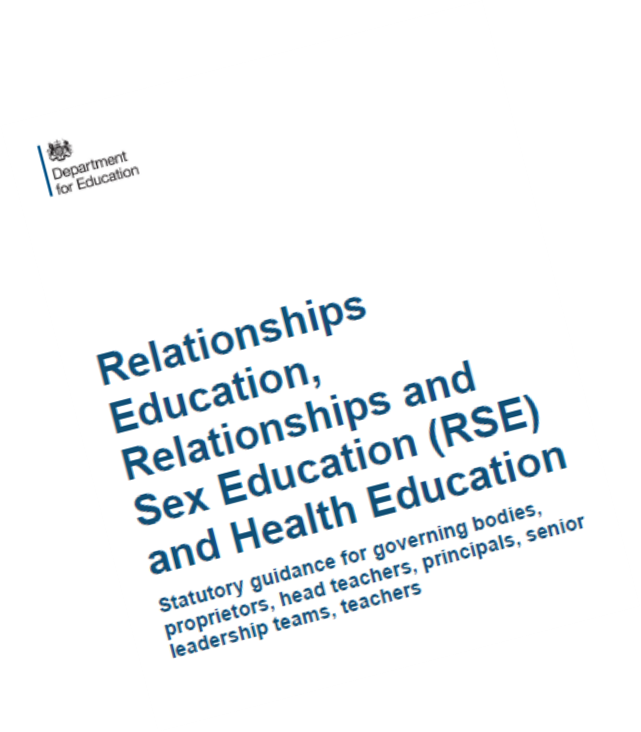 Department
for Education
Relationships
Education,
Relationships and
Sex Education (RSE)
and Health Education
Statutory guidance for governing bodies,
proprietors, head teachers, principals, senior
leadership teams, teachers